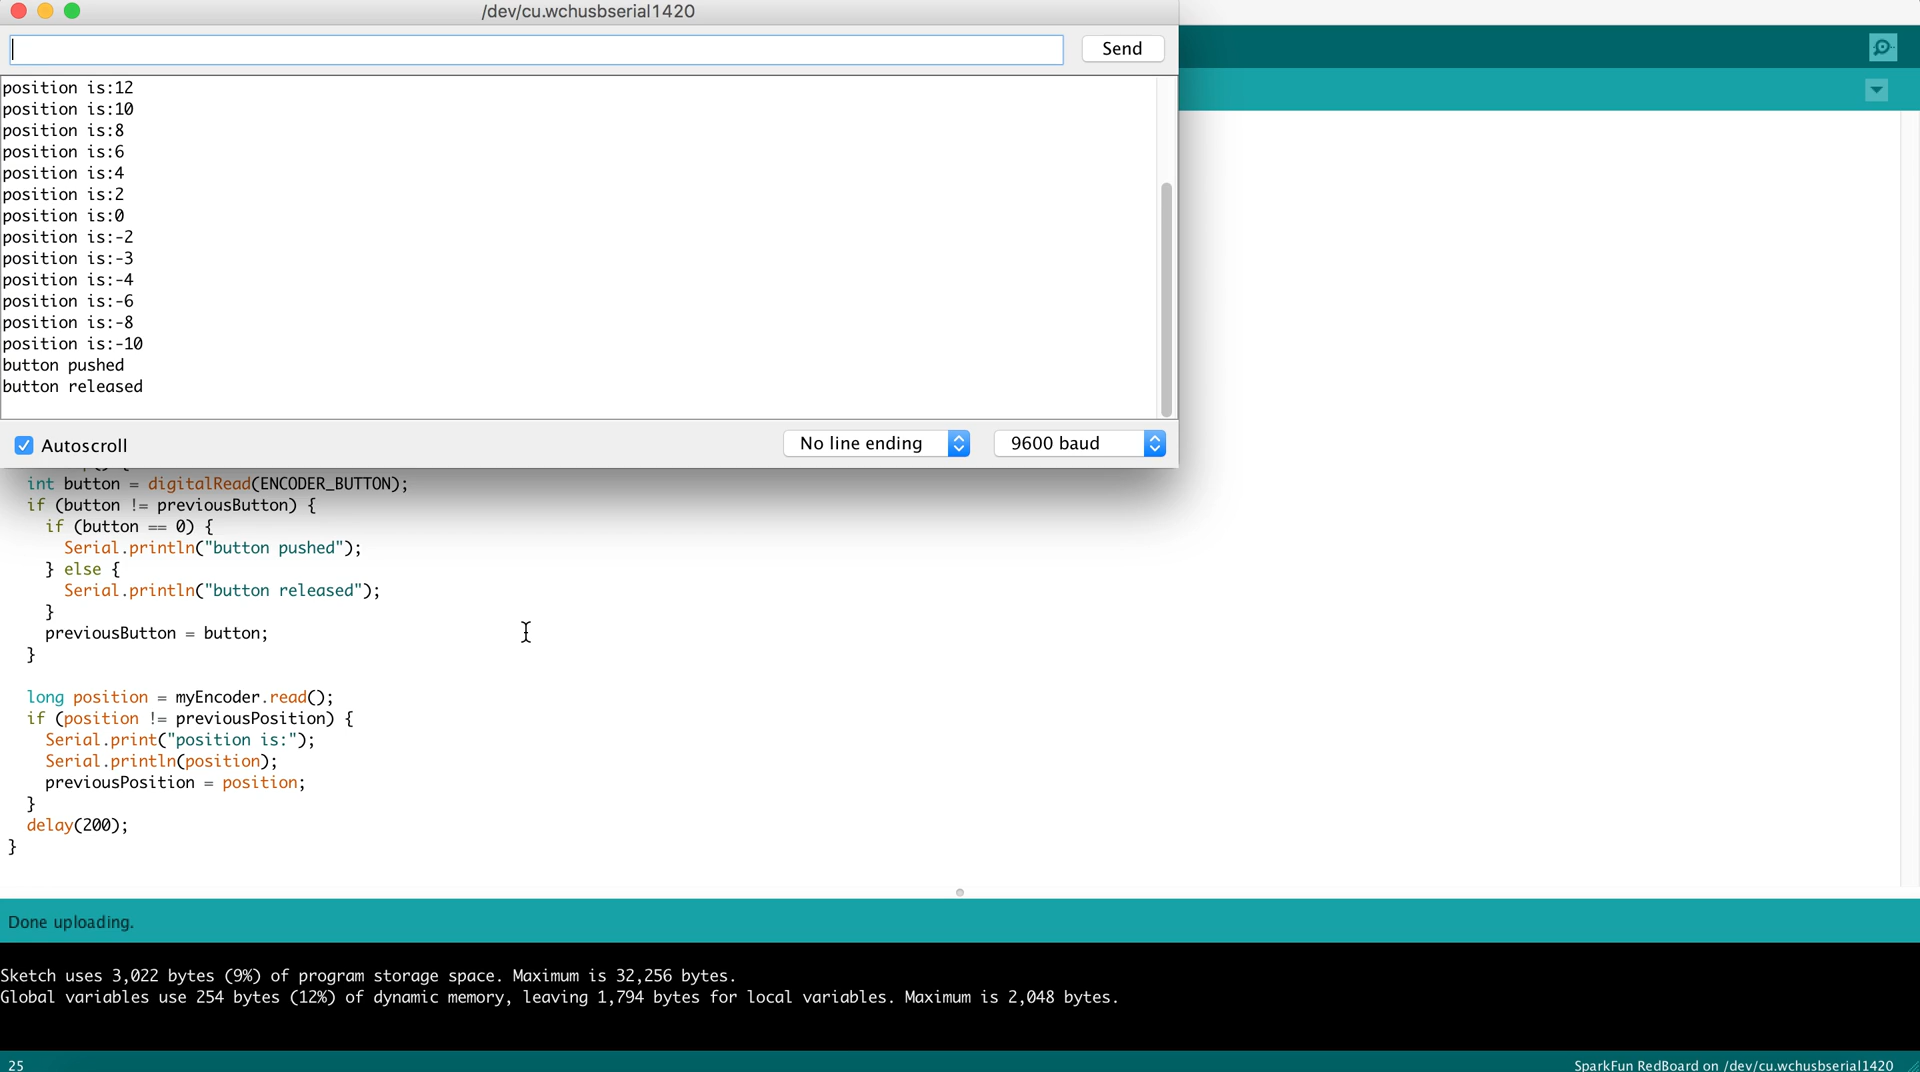 /dev/cu.wchusbserial1420
Send
position is:12
position is:10
position is:8
position is:6
position is:4
position is:2
position is:0
position is:-2
position is:-3
position is:-4
position is:-6
position is:-8
position is:-10
button pushed
button released
Autoscroll
No line ending
9600 baud
int button = digitalRead(ENCODER_BUTTON);
if (button != previousButton) {
if (button == 0) {
Serial.println("button pushed");
} else {
Serial.println("button released");
}
previousButton = button;
}
long position = myEncoder.read();
if (position != previousPosition) {
Serial.print("position is:");
Serial.println(position);
previousPosition = position;
}
delay(200);
}
Done uploading.
Sketch uses 3,022 bytes (9%) of program storage space. Maximum is 32,256 bytes.
Global variables use 254 bytes (12%) of dynamic memory, leaving 1,794 bytes for local variables. Maximum is 2,048 bytes.
25
SparkFun RedBoard on /dev/cu.wchusbserial1420